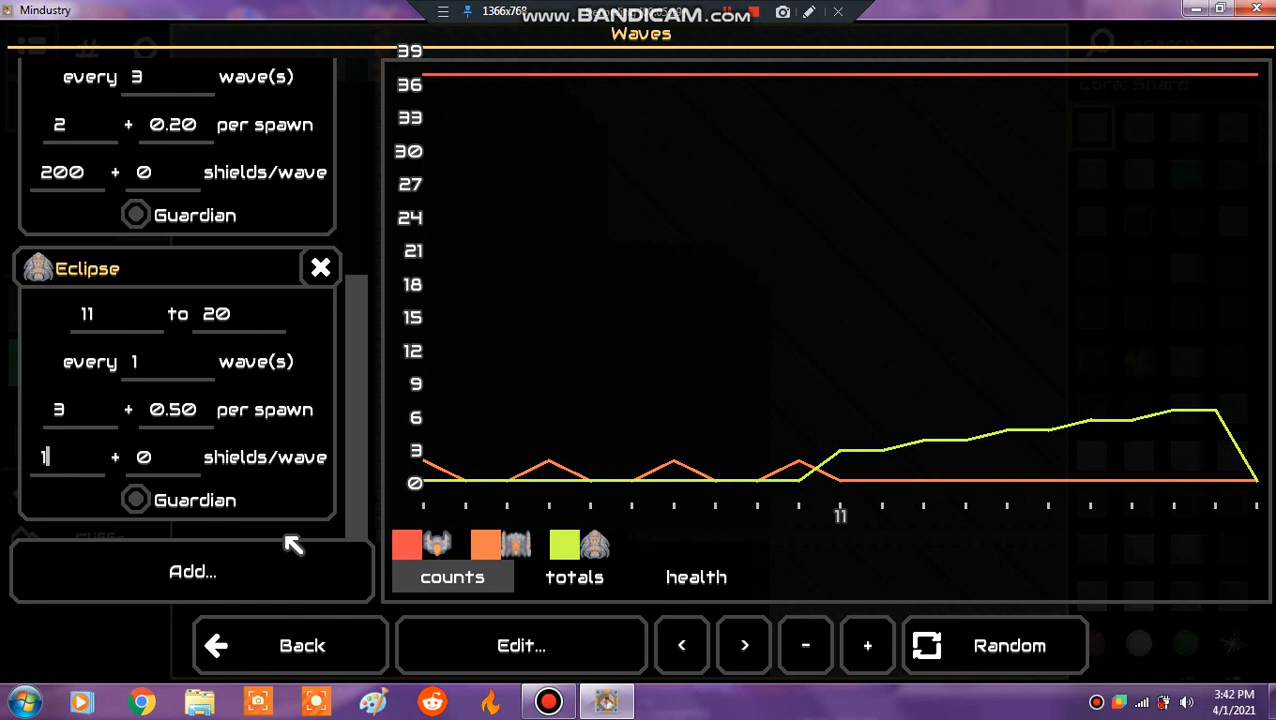 Mindustry
1366x768
www.BANDICAM.com
Waves
every 3 wave(s)
2 + 0.20 per spawn
200 + 0 shields/wave
Guardian
Eclipse
11 to 20
every 1 wave(s)
3 + 0.50 per spawn
1 + 0 shields/wave
Guardian
Add...
39
36
33
30
27
24
21
18
15
12
9
6
3
0
11
counts totals health
Core: Shard
Back
Edit...
<
>
-
+
Random
3:42 PM
4/1/2021